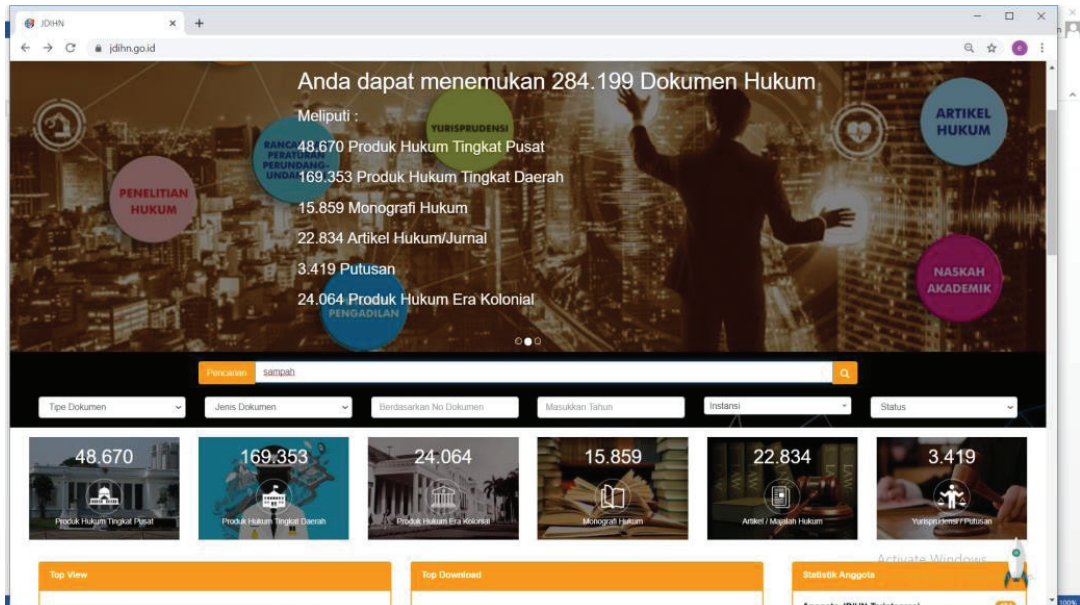 JDIHN
jdihn.go.id
e
Anda dapat menemukan 284.199 Dokumen Hukum
Meliputi :
48.670 Produk Hukum Tingkat Pusat
169.353 Produk Hukum Tingkat Daerah
15.859 Monografi Hukum
22.834 Artikel Hukum/Jurnal
3.419 Putusan
24.064 Produk Hukum Era Kolonial
PENELITIAN
HUKUM
PERATURAN
YURISPRUDENSI
PENGADILAN
ARTIKEL
HUKUM
NASKAH
AKADEMIK
Pencarian sampah
Tipe Dokumen Jenis Dokumen Berdasarkan No Dokumen Masukkan Tahun Instansi Status
48.670 169.353 24.064 15.859 22.834 3.419
Produk Hukum Tingkat Pusat Produk Hukum Tingkat Daerah Produk Hukum Era Kolonial Monografi Hukum Artikel / Majalah Hukum Yurisprudensi / Putusan
Activate Windows
Top View Top Download Statistik Anggota
100%